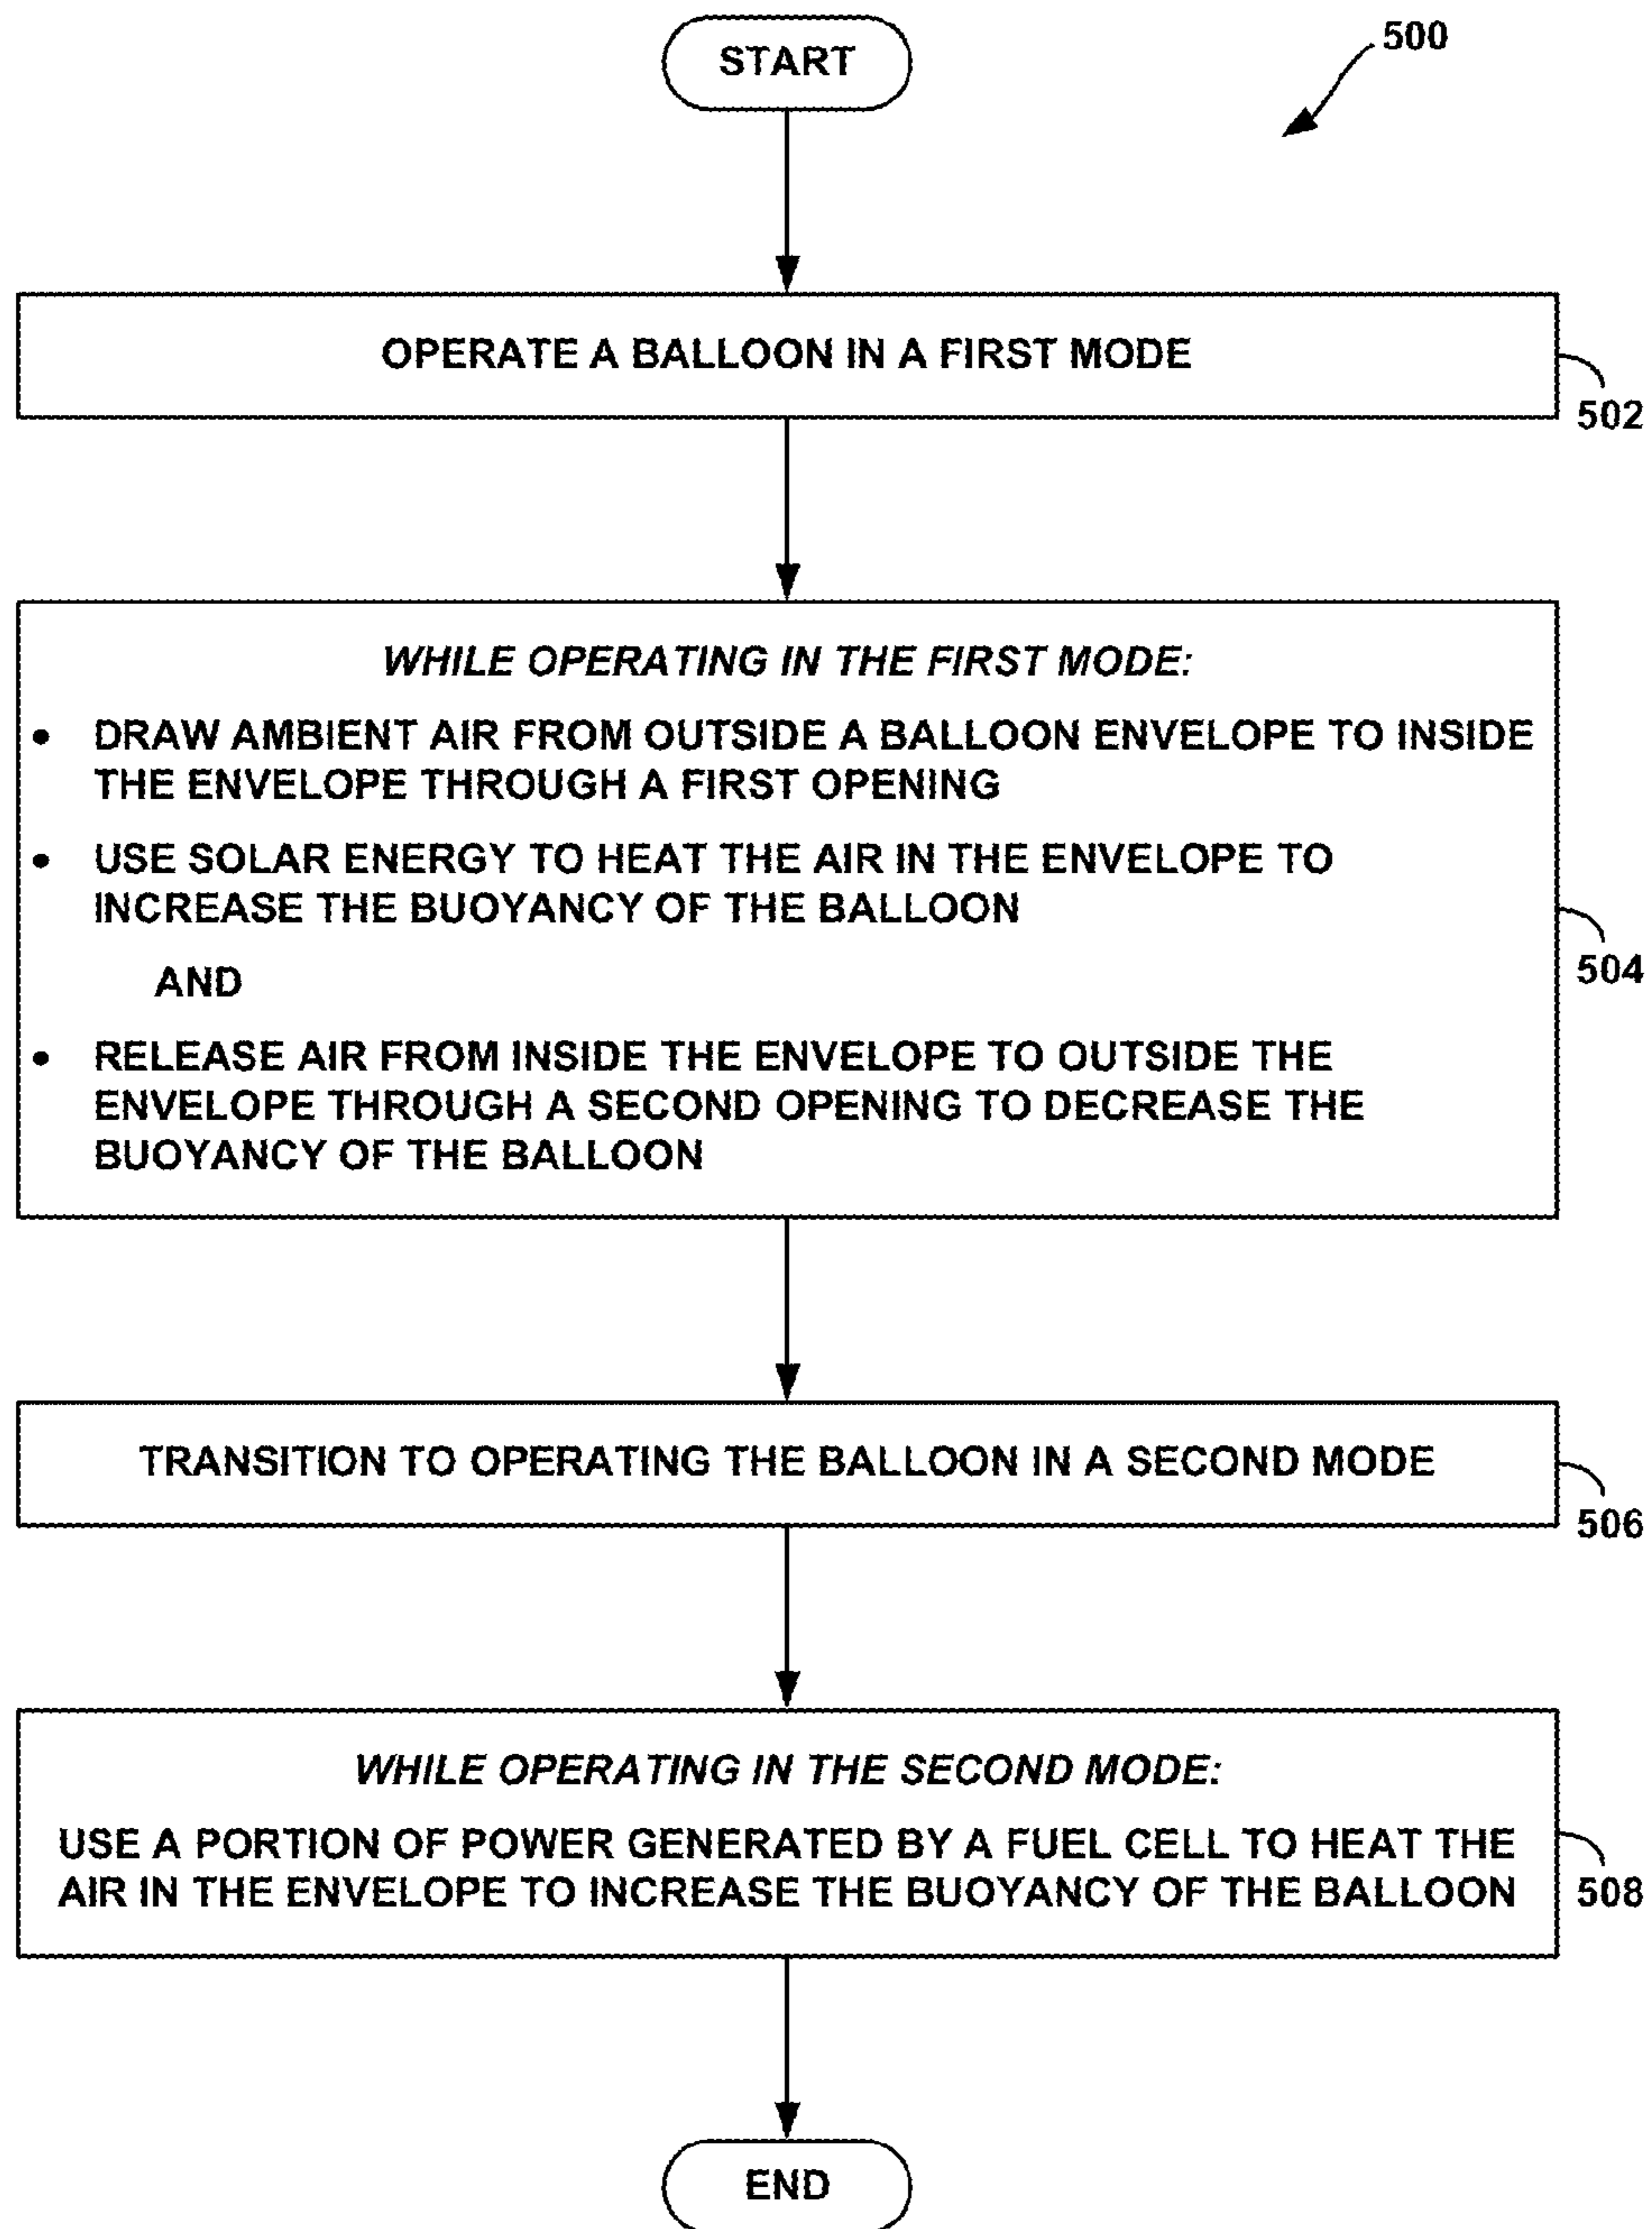 START
500
OPERATE A BALLOON IN A FIRST MODE
502
WHILE OPERATING IN THE FIRST MODE:
• DRAW AMBIENT AIR FROM OUTSIDE A BALLOON ENVELOPE TO INSIDE
THE ENVELOPE THROUGH A FIRST OPENING
• USE SOLAR ENERGY TO HEAT THE AIR IN THE ENVELOPE TO
INCREASE THE BUOYANCY OF THE BALLOON
AND
• RELEASE AIR FROM INSIDE THE ENVELOPE TO OUTSIDE THE
ENVELOPE THROUGH A SECOND OPENING TO DECREASE THE
BUOYANCY OF THE BALLOON
504
TRANSITION TO OPERATING THE BALLOON IN A SECOND MODE
506
WHILE OPERATING IN THE SECOND MODE:
USE A PORTION OF POWER GENERATED BY A FUEL CELL TO HEAT THE
AIR IN THE ENVELOPE TO INCREASE THE BUOYANCY OF THE BALLOON
508
END